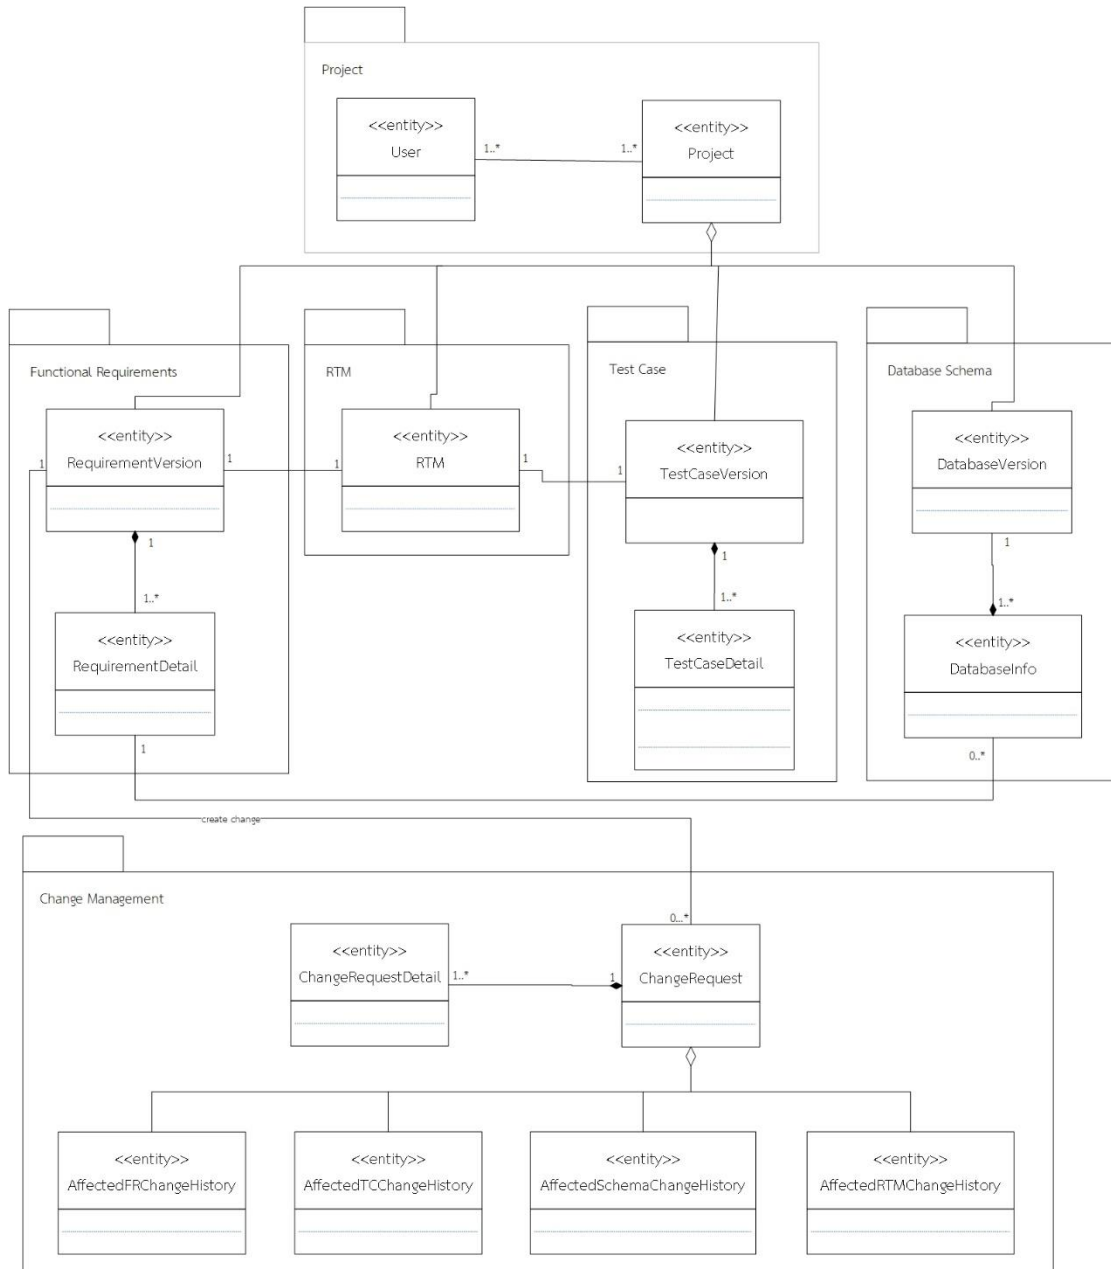 Project
<<entity>>
User
1..*
1..*
<<entity>>
Project
Functional Requirements
RTM
Test Case
Database Schema
<<entity>>
RequirementVersion
1
1
1
<<entity>>
RTM
1
1
<<entity>>
TestCaseVersion
<<entity>>
DatabaseVersion
1
1
1
1..*
1..*
1..*
<<entity>>
RequirementDetail
<<entity>>
TestCaseDetail
<<entity>>
DatabaseInfo
1
0..*
create change
Change Management
0...*
<<entity>>
ChangeRequestDetail
1..*
1
<<entity>>
ChangeRequest
<<entity>>
AffectedFRChangeHistory
<<entity>>
AffectedTCChangeHistory
<<entity>>
AffectedSchemaChangeHistory
<<entity>>
AffectedRTMChangeHistory